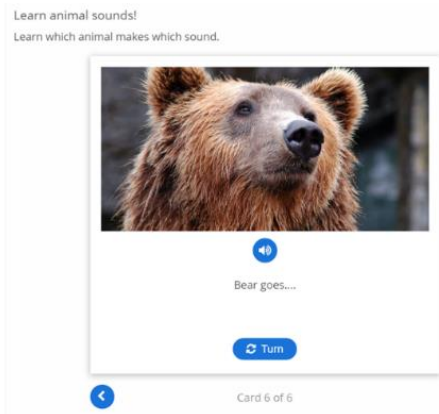 Learn animal sounds!
Learn which animal makes which sound.
Bear goes....
Turn
Card 6 of 6